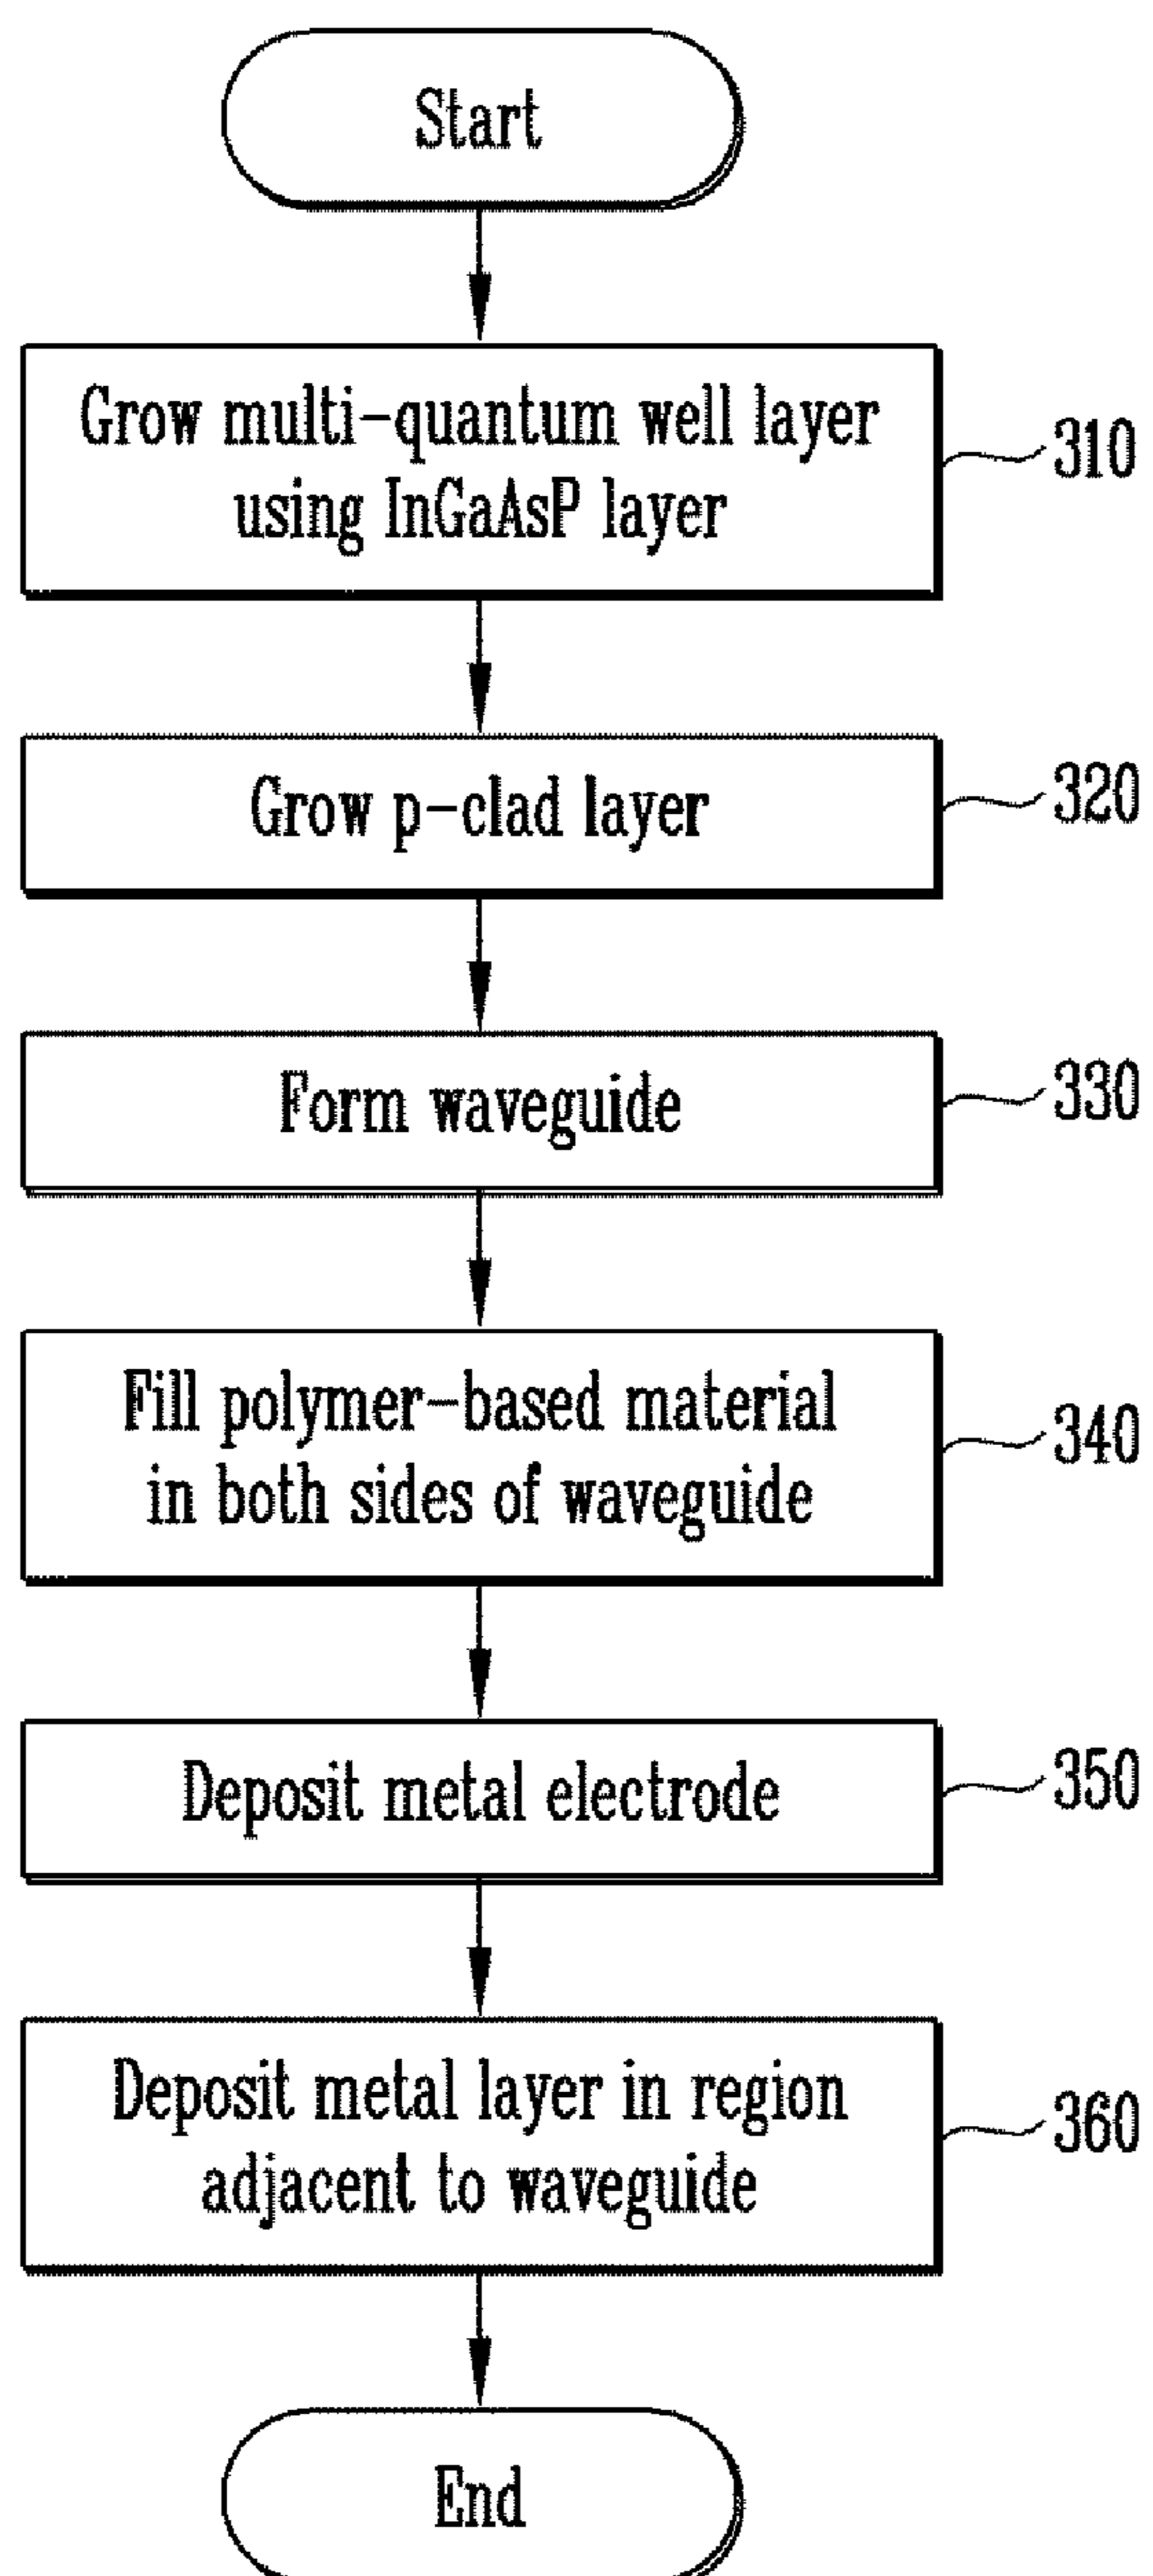 Start
Grow multi-quantum well layer
using InGaAsP layer
310
Grow p-clad layer
320
Form waveguide
330
Fill polymer-based material
in both sides of waveguide
340
Deposit metal electrode
350
Deposit metal layer in region
adjacent to waveguide
360
End